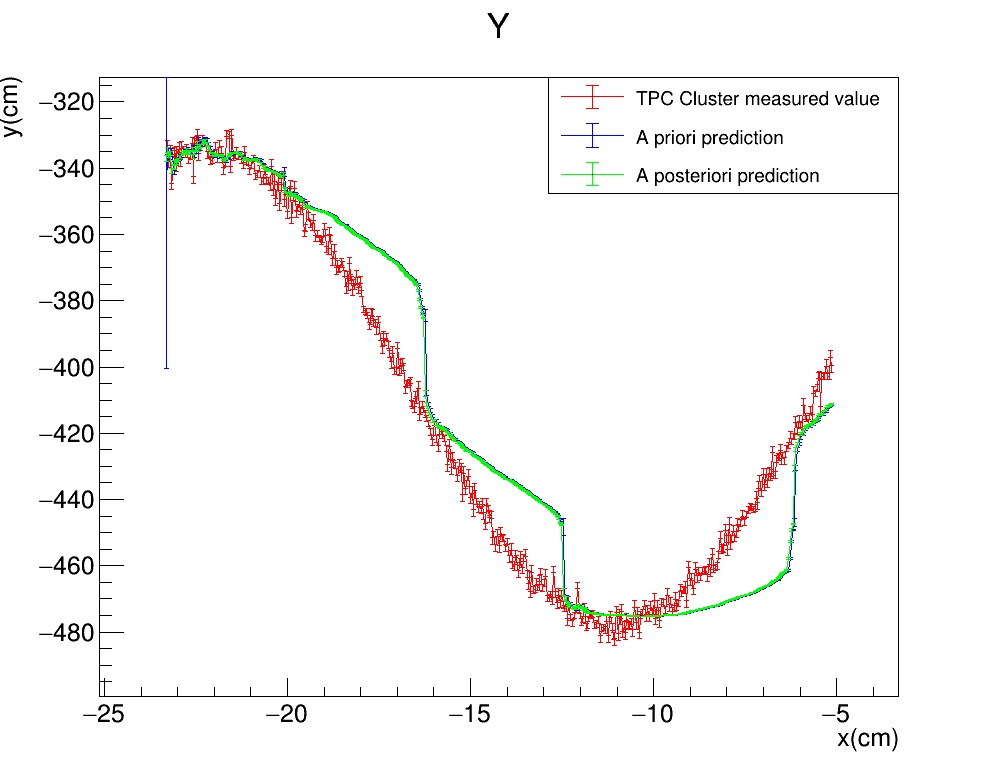 Y
y(cm)
−320
−340
−360
−380
−400
−420
−440
−460
−480
TPC Cluster measured value
A priori prediction
A posteriori prediction
−25 −20 −15 −10 −5
x(cm)